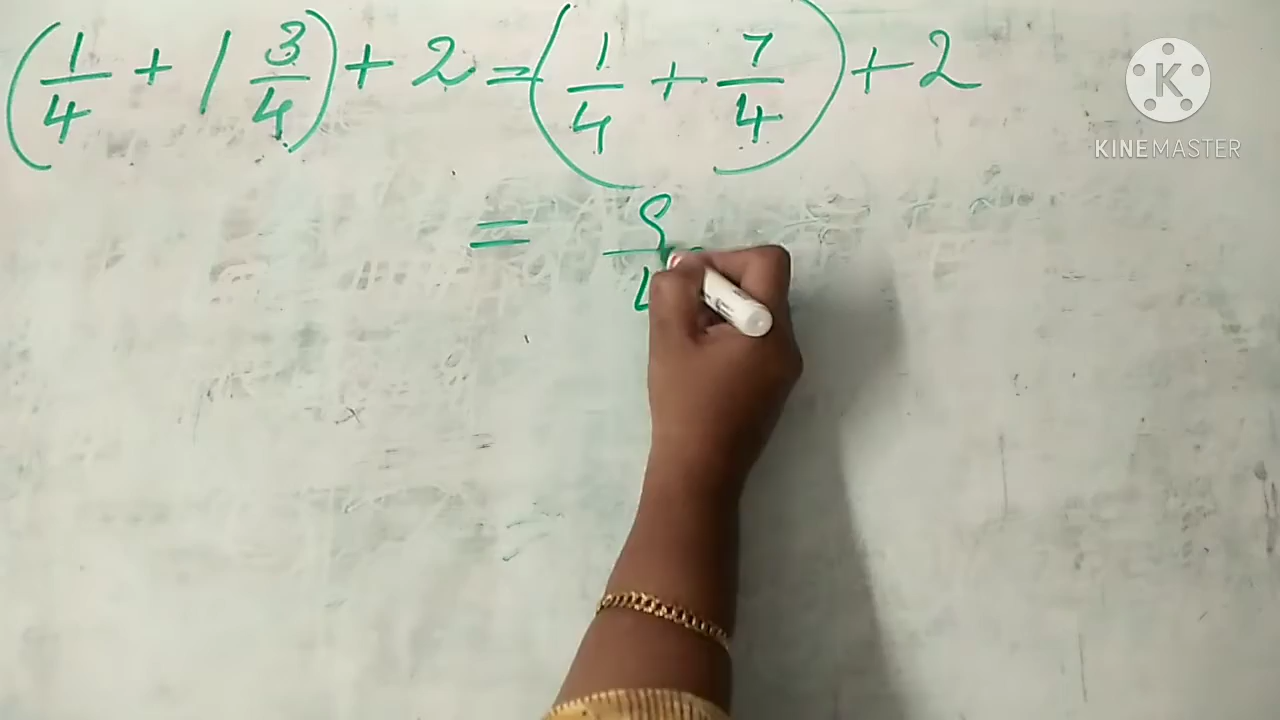 (1/4 + 1 3/4) + 2 = (1/4 + 7/4) + 2
K
KINEMASTER
= 8/4